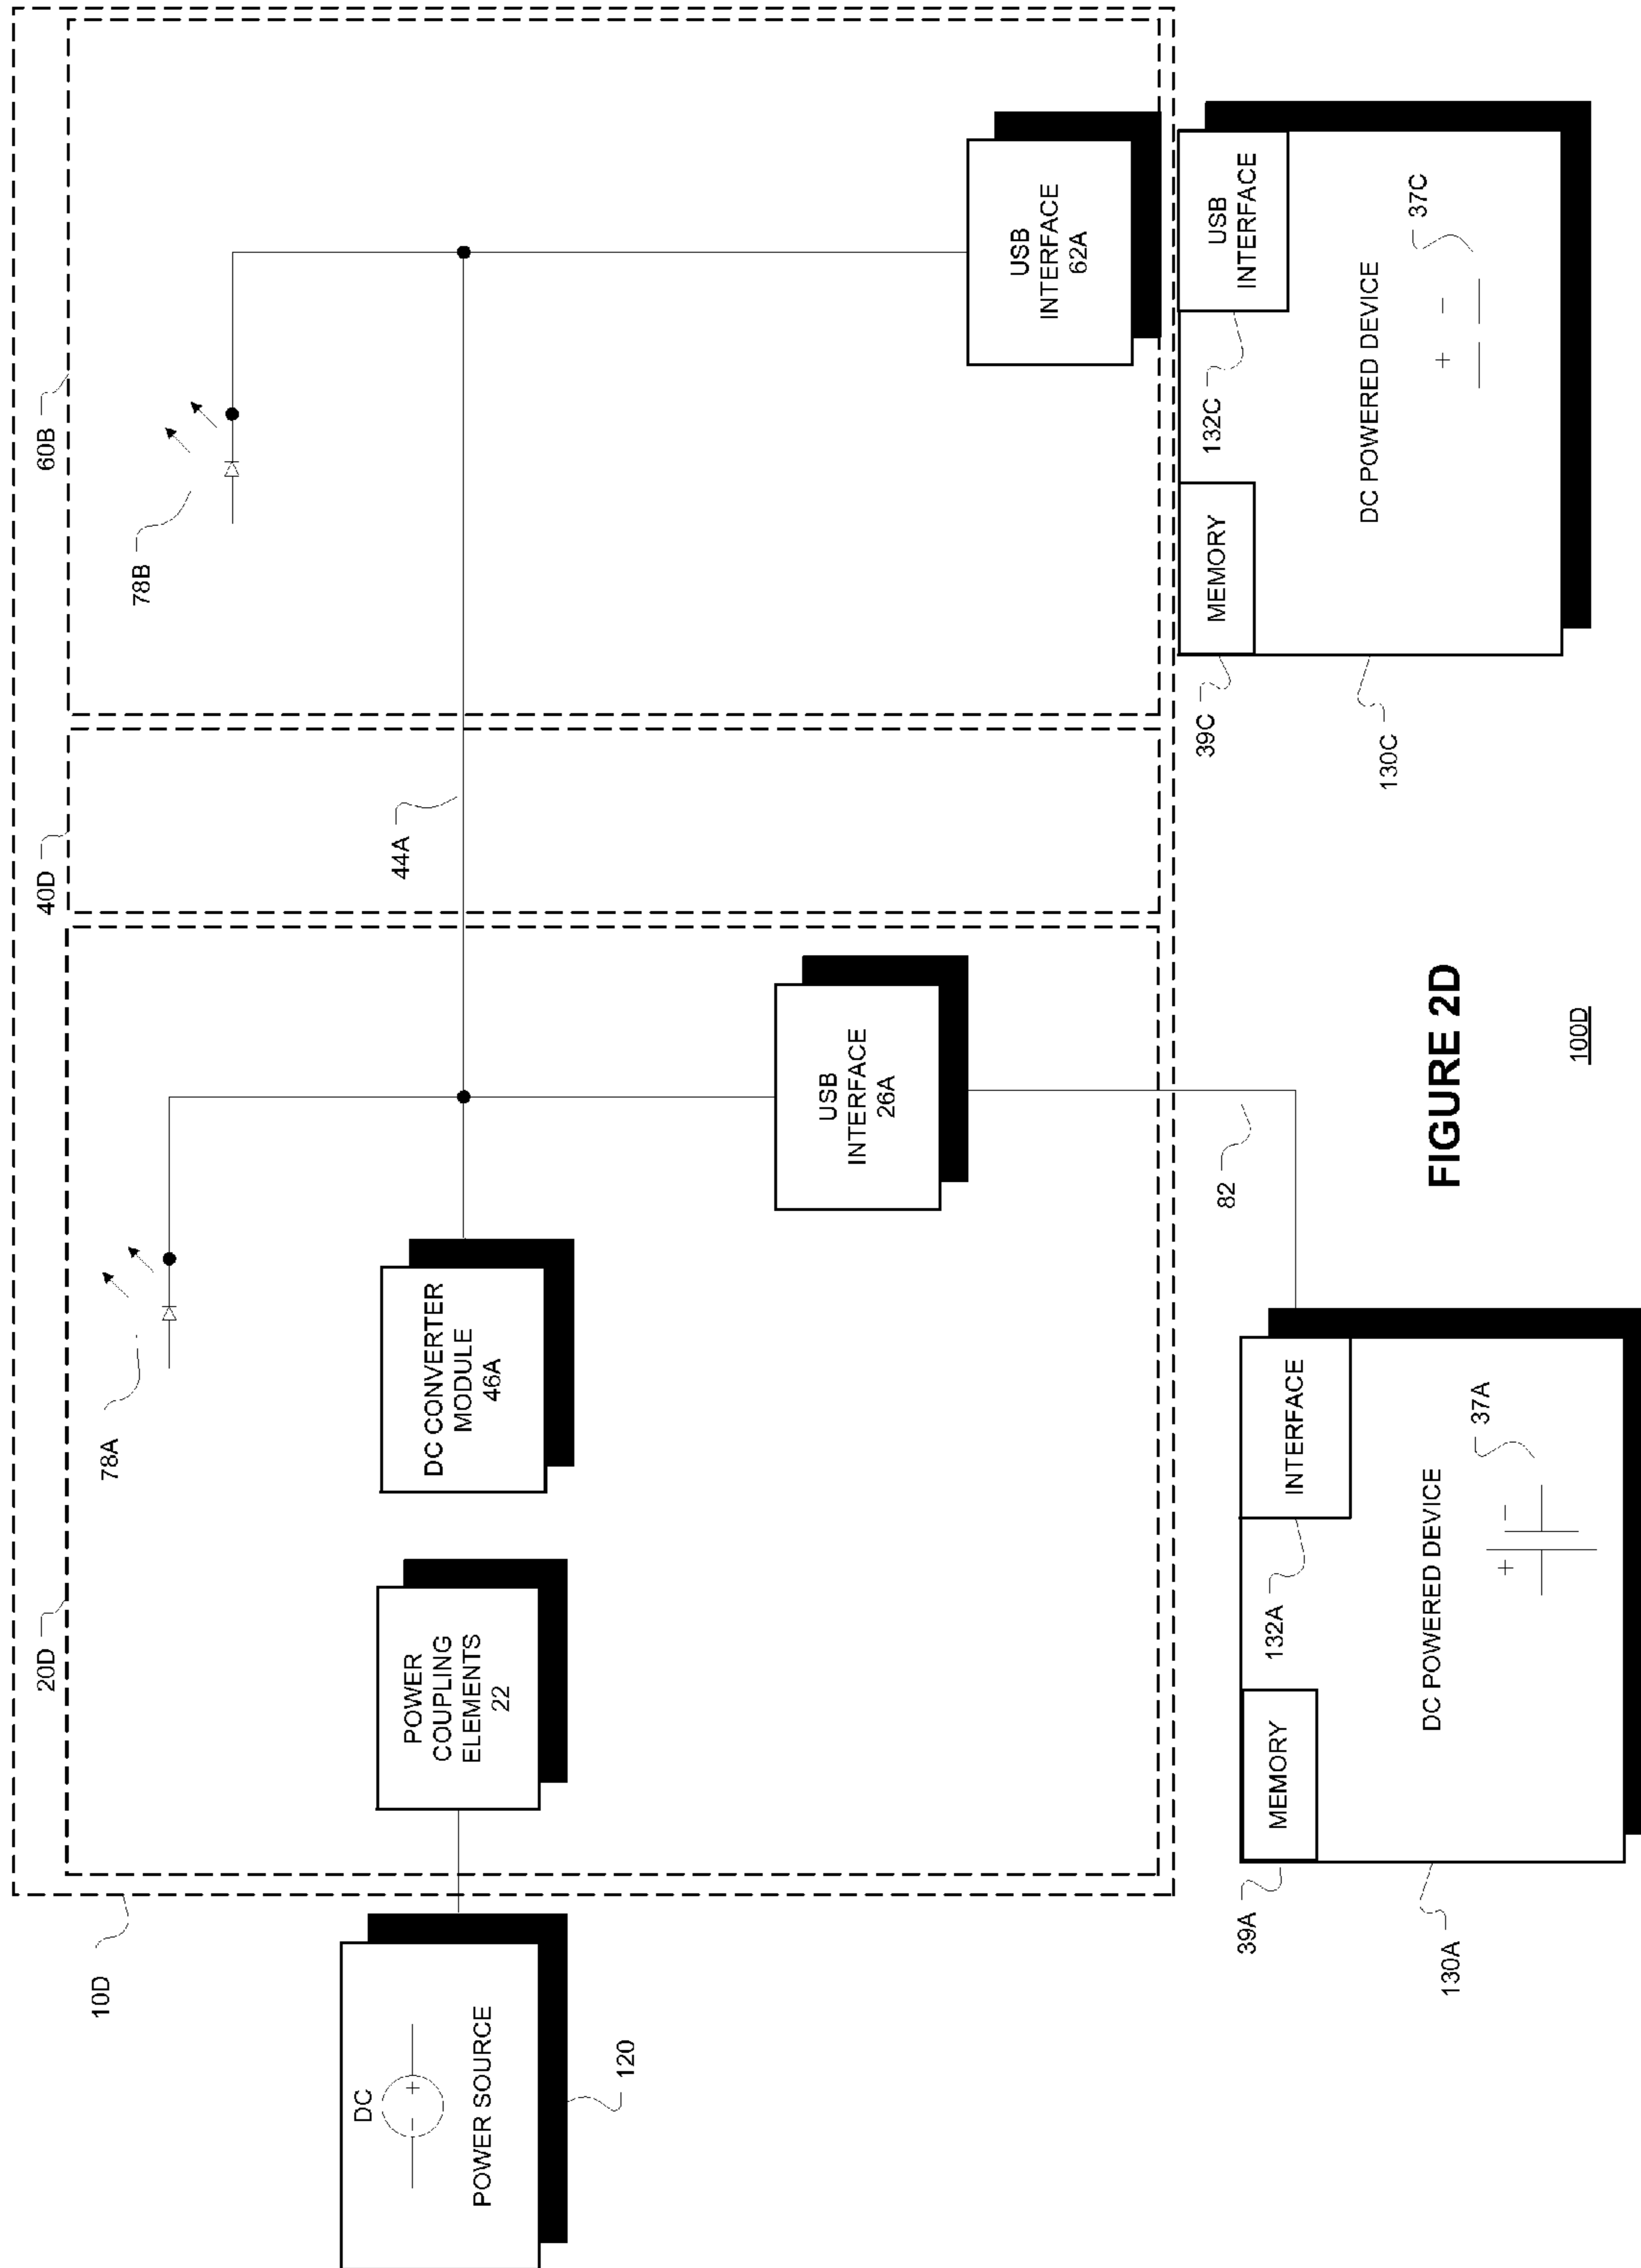 10D
20D
40D
60B
78A
78B
44A
DC
POWER SOURCE
120
POWER
COUPLING
ELEMENTS
22
DC CONVERTER
MODULE
46A
USB
INTERFACE
26A
USB
INTERFACE
62A
82
MEMORY
INTERFACE
39A
132A
DC POWERED DEVICE
+ -
37A
130A
MEMORY
USB
INTERFACE
39C
132C
DC POWERED DEVICE
+ -
37C
130C
FIGURE 2D
100D